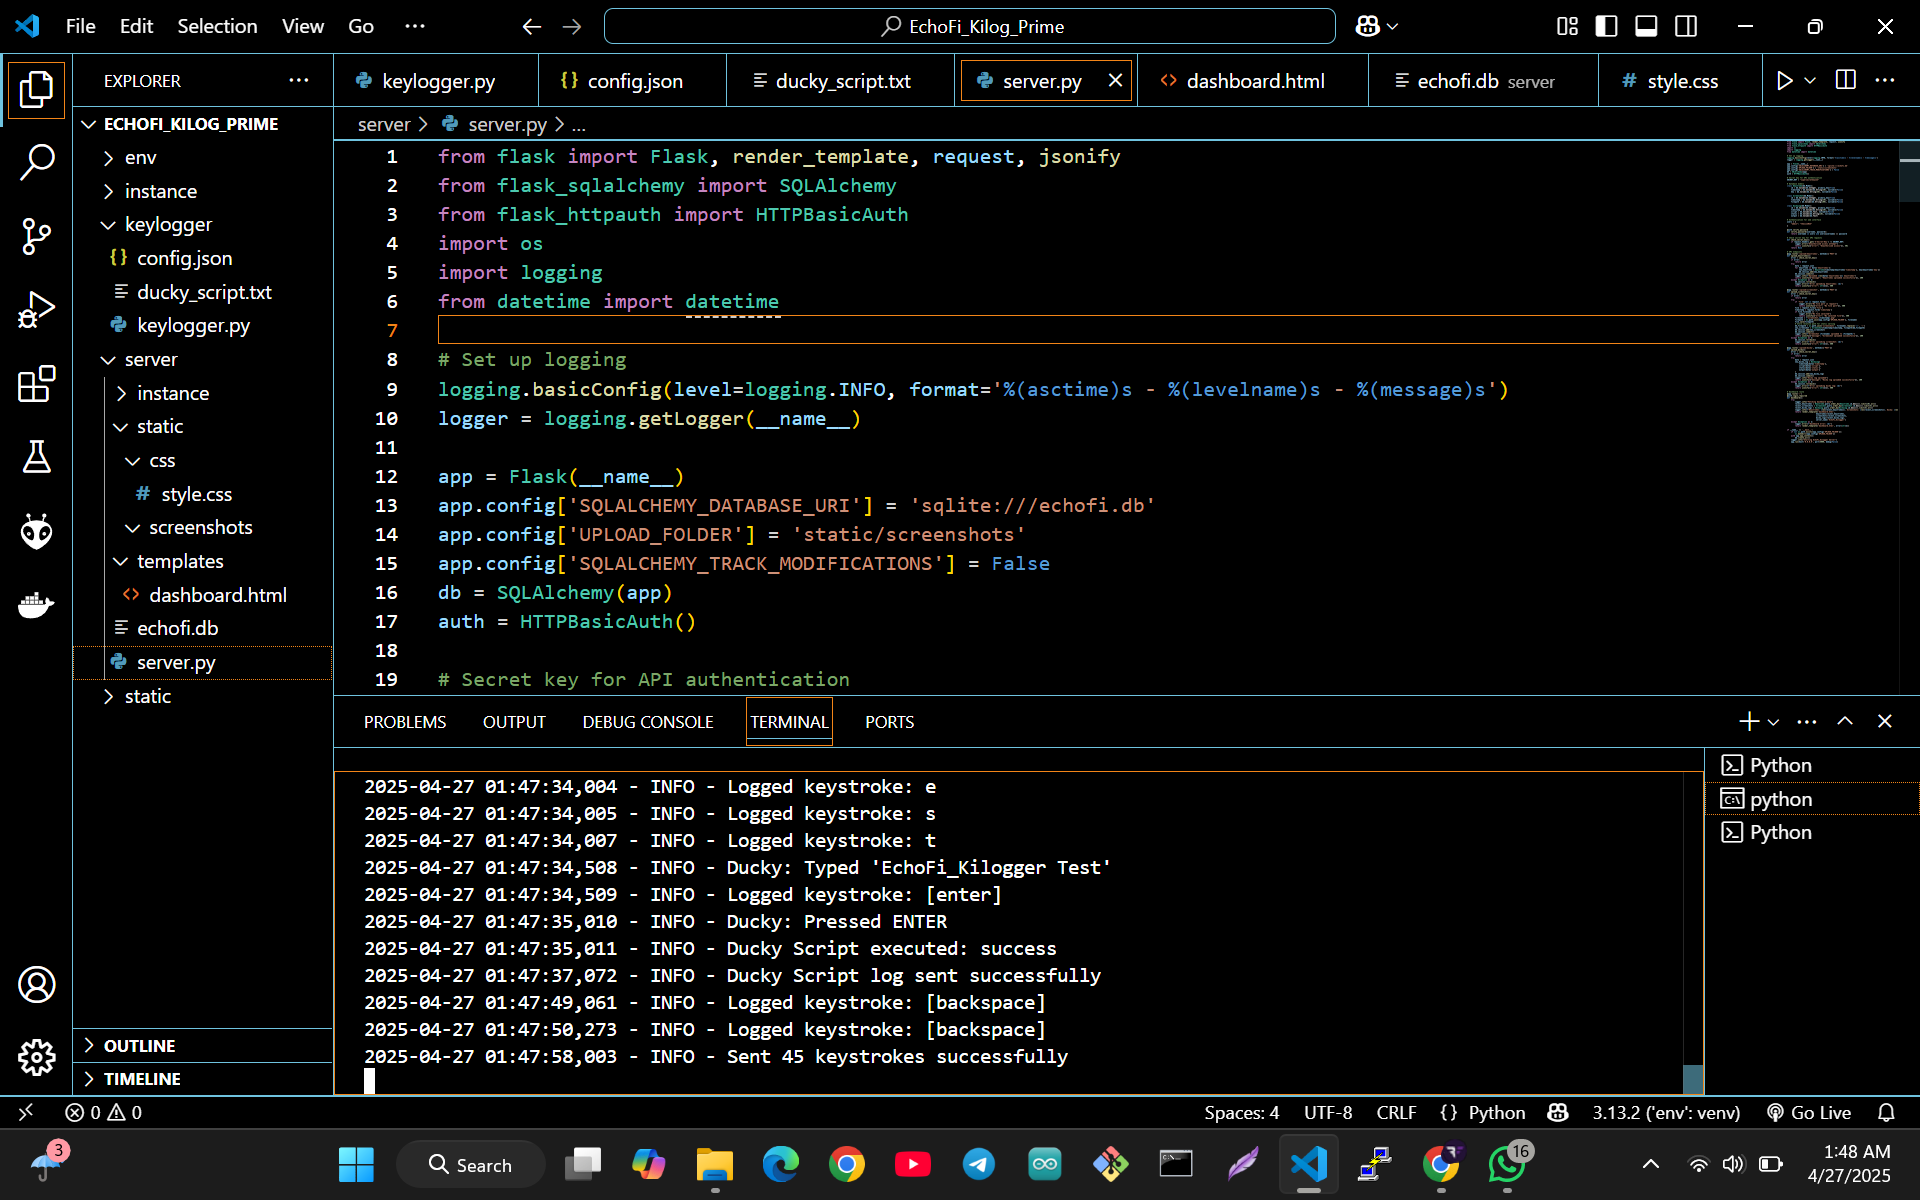 File Edit Selection View Go ··· EchoFi_Kilog_Prime
EXPLORER ···
ECHOFI_KILOG_PRIME
env
instance
keylogger
{} config.json
ducky_script.txt
keylogger.py
server
instance
static
css
# style.css
screenshots
templates
<> dashboard.html
echofi.db
server.py
static
OUTLINE
TIMELINE
keylogger.py {} config.json ducky_script.txt server.py <> dashboard.html echofi.db server # style.css
server > server.py > ...
1 from flask import Flask, render_template, request, jsonify
2 from flask_sqlalchemy import SQLAlchemy
3 from flask_httpauth import HTTPBasicAuth
4 import os
5 import logging
6 from datetime import datetime
7
8 # Set up logging
9 logging.basicConfig(level=logging.INFO, format='%(asctime)s - %(levelname)s - %(message)s')
10 logger = logging.getLogger(__name__)
11
12 app = Flask(__name__)
13 app.config['SQLALCHEMY_DATABASE_URI'] = 'sqlite:///echofi.db'
14 app.config['UPLOAD_FOLDER'] = 'static/screenshots'
15 app.config['SQLALCHEMY_TRACK_MODIFICATIONS'] = False
16 db = SQLAlchemy(app)
17 auth = HTTPBasicAuth()
18
19 # Secret key for API authentication
PROBLEMS OUTPUT DEBUG CONSOLE TERMINAL PORTS
2025-04-27 01:47:34,004 - INFO - Logged keystroke: e
2025-04-27 01:47:34,005 - INFO - Logged keystroke: s
2025-04-27 01:47:34,007 - INFO - Logged keystroke: t
2025-04-27 01:47:34,508 - INFO - Ducky: Typed 'EchoFi_Kilogger Test'
2025-04-27 01:47:34,509 - INFO - Logged keystroke: [enter]
2025-04-27 01:47:35,010 - INFO - Ducky: Pressed ENTER
2025-04-27 01:47:35,011 - INFO - Ducky Script executed: success
2025-04-27 01:47:37,072 - INFO - Ducky Script log sent successfully
2025-04-27 01:47:49,061 - INFO - Logged keystroke: [backspace]
2025-04-27 01:47:50,273 - INFO - Logged keystroke: [backspace]
2025-04-27 01:47:58,003 - INFO - Sent 45 keystrokes successfully
Python
python
Python
0 0 Spaces: 4 UTF-8 CRLF {} Python 3.13.2 ('env': venv) Go Live
3 Search 16 1:48 AM
4/27/2025